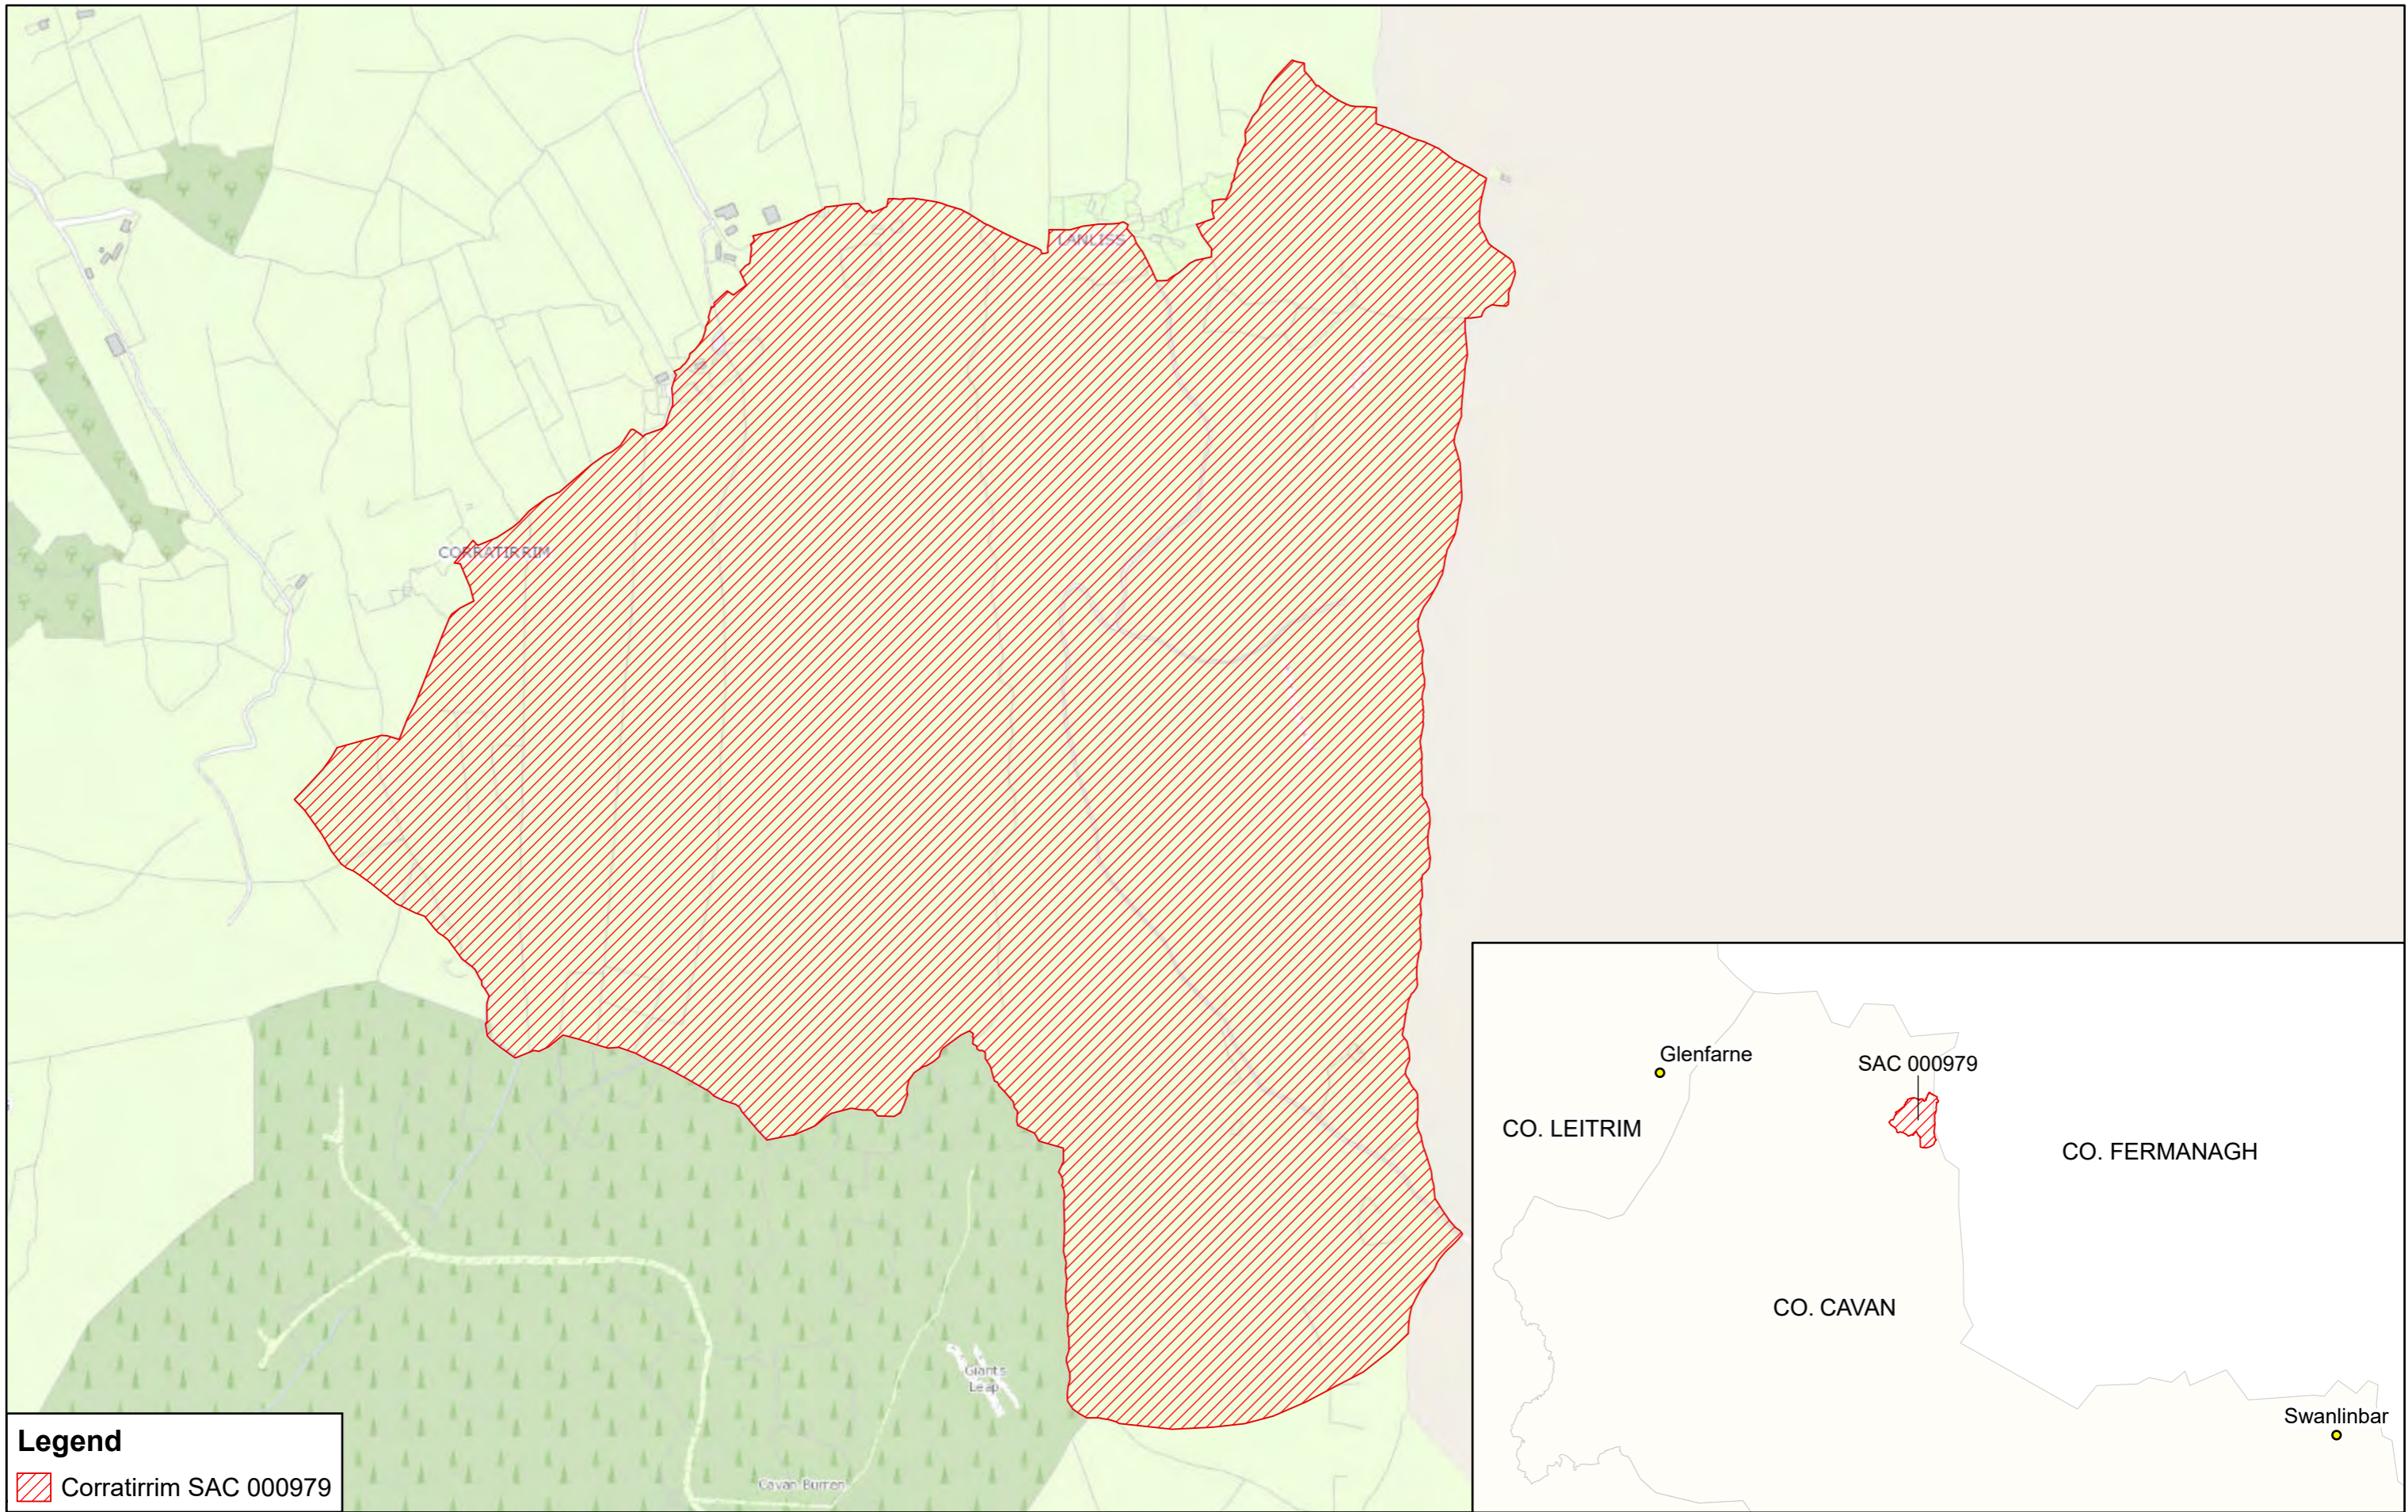 LANLISS
CORRATIRRIM
Giants
Leap
Cavan Burren
Legend
Corratirrim SAC 000979
Glenfarne
SAC 000979
CO. LEITRIM
CO. FERMANAGH
CO. CAVAN
Swanlinbar